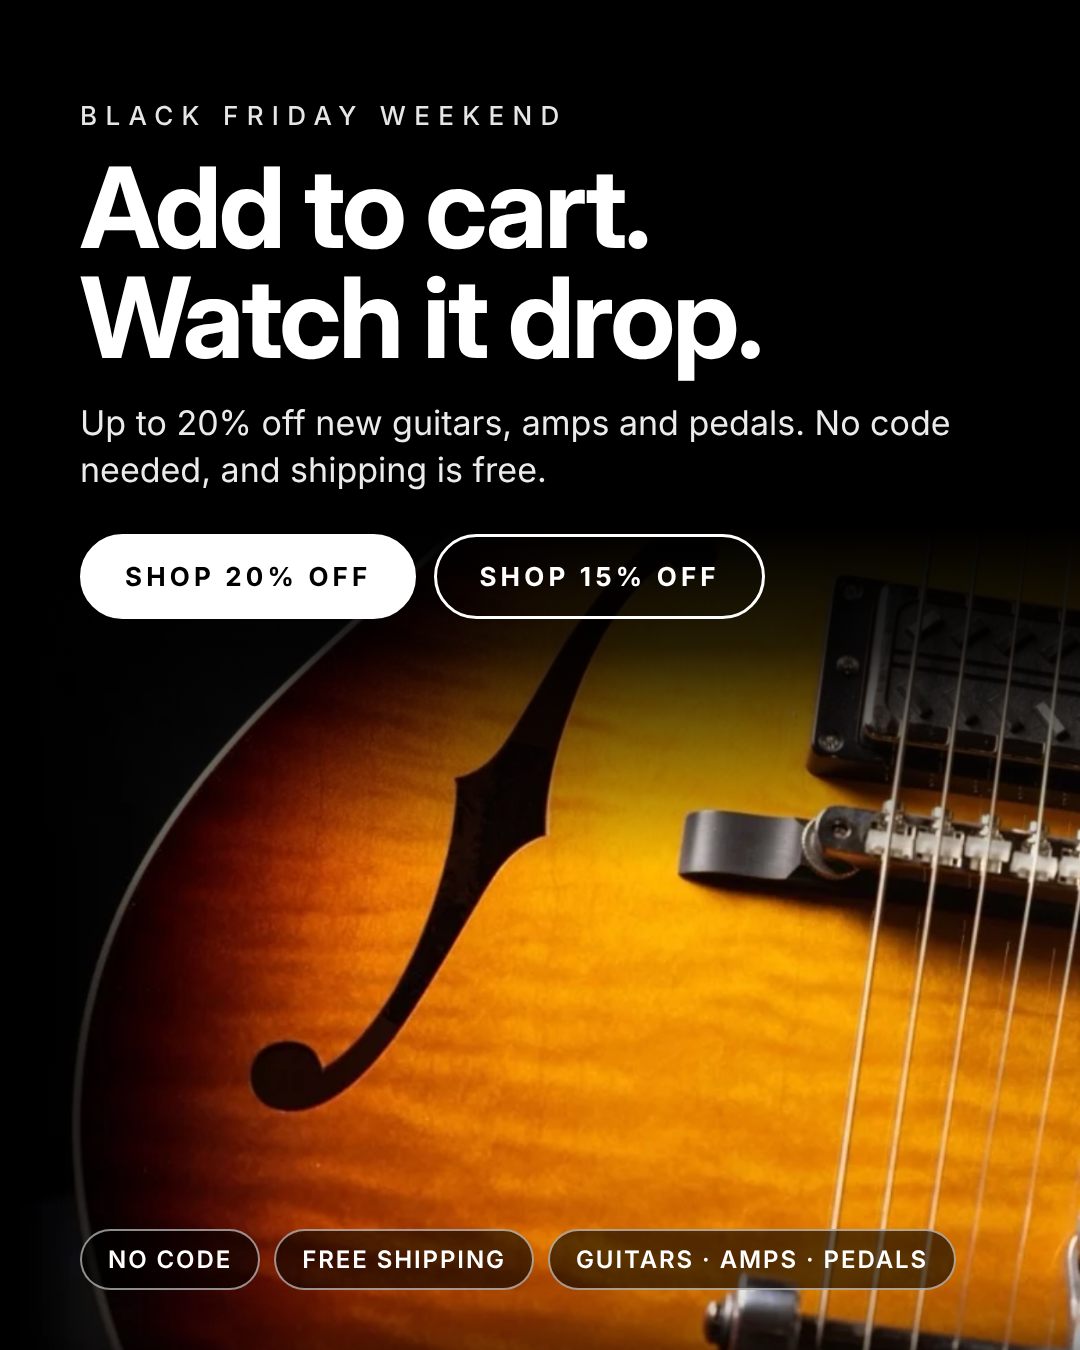 BLACK FRIDAY WEEKEND
Add to cart.
Watch it drop.
Up to 20% off new guitars, amps and pedals. No code
needed, and shipping is free.
SHOP 20% OFF
SHOP 15% OFF
NO CODE
FREE SHIPPING
GUITARS · AMPS · PEDALS